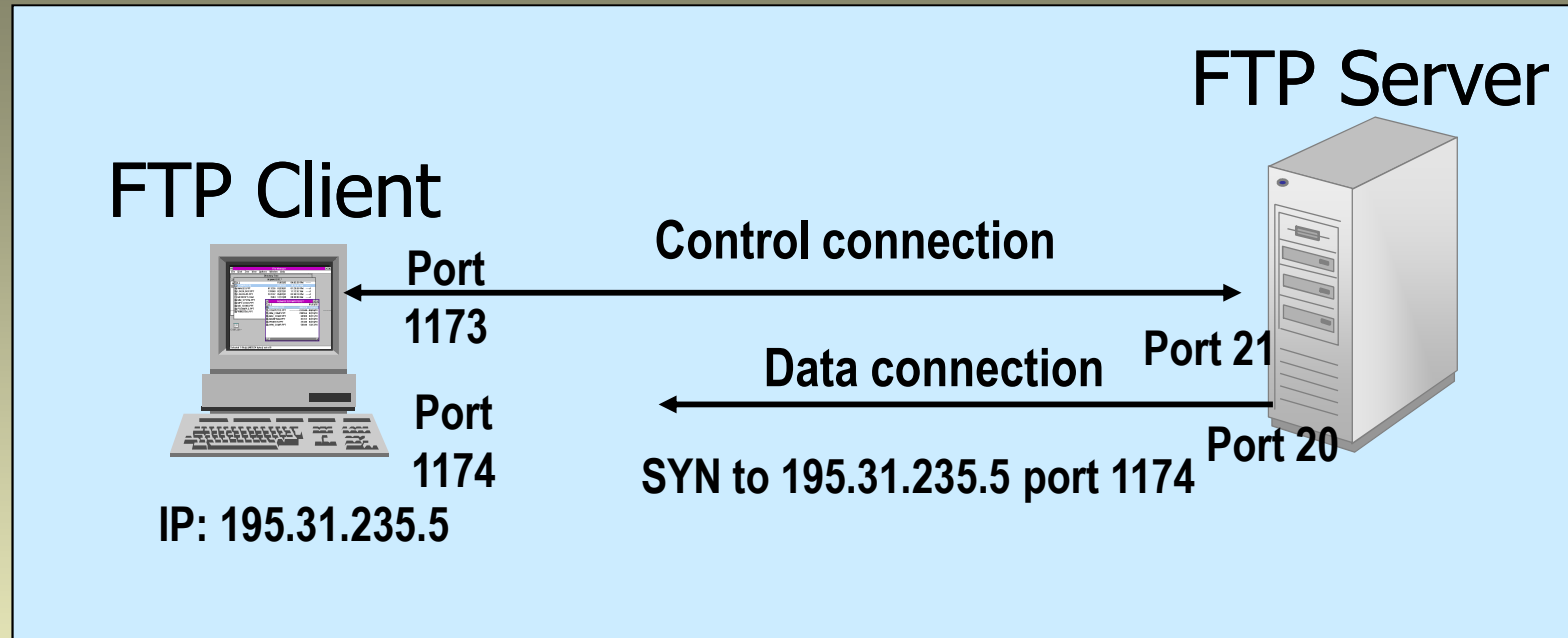 FTP Server
FTP Client
Control connection
Port
1173
Port 21
Data connection
Port
1174
Port 20
SYN to 195.31.235.5 port 1174
IP: 195.31.235.5